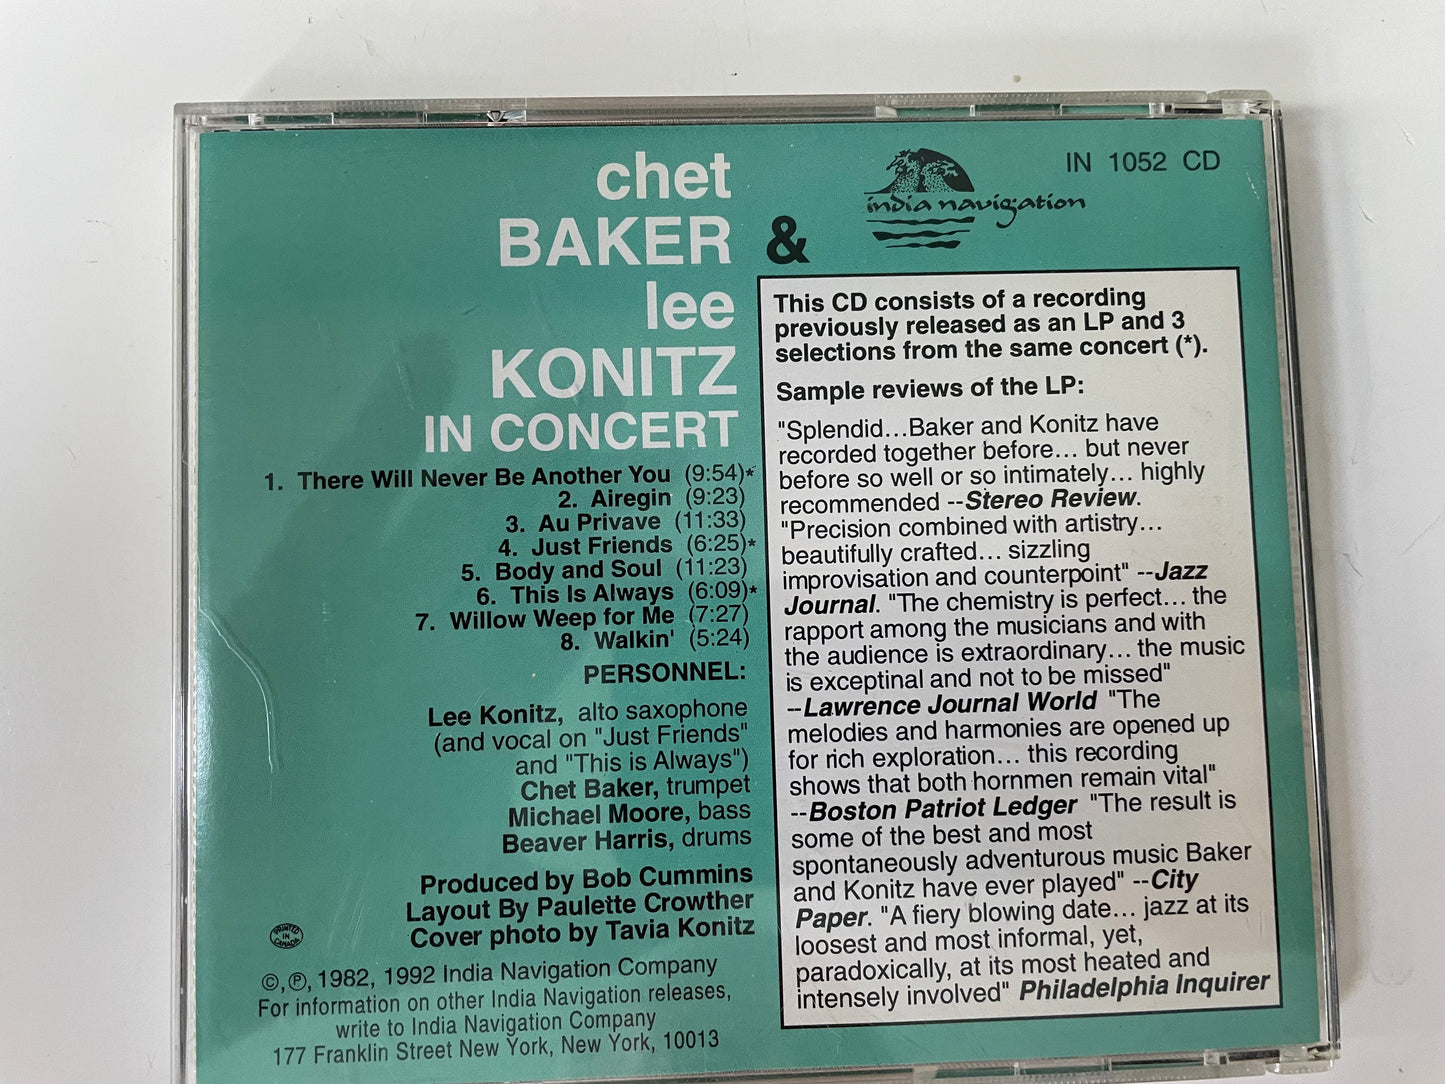 chet
BAKER &
lee
KONITZ
IN CONCERT
1. There Will Never Be Another You (9:54)*
2. Airegin (9:23)
3. Au Privave (11:33)
4. Just Friends (6:25)*
5. Body and Soul (11:23)
6. This Is Always (6:09)*
7. Willow Weep for Me (7:27)
8. Walkin' (5:24)
PERSONNEL:
Lee Konitz, alto saxophone
(and vocal on "Just Friends"
and "This is Always")
Chet Baker, trumpet
Michael Moore, bass
Beaver Harris, drums
Produced by Bob Cummins
Layout By Paulette Crowther
Cover photo by Tavia Konitz
PRINTED
IN
CANADA
©,℗, 1982, 1992 India Navigation Company
For information on other India Navigation releases,
write to India Navigation Company
177 Franklin Street New York, New York, 10013
india navigation
IN 1052 CD
This CD consists of a recording
previously released as an LP and 3
selections from the same concert (*).
Sample reviews of the LP:
"Splendid...Baker and Konitz have
recorded together before... but never
before so well or so intimately... highly
recommended --Stereo Review.
"Precision combined with artistry...
beautifully crafted... sizzling
improvisation and counterpoint" --Jazz
Journal. "The chemistry is perfect... the
rapport among the musicians and with
the audience is extraordinary... the music
is exceptinal and not to be missed"
--Lawrence Journal World "The
melodies and harmonies are opened up
for rich exploration... this recording
shows that both hornmen remain vital"
--Boston Patriot Ledger "The result is
some of the best and most
spontaneously adventurous music Baker
and Konitz have ever played" --City
Paper. "A fiery blowing date... jazz at its
loosest and most informal, yet,
paradoxically, at its most heated and
intensely involved" Philadelphia Inquirer